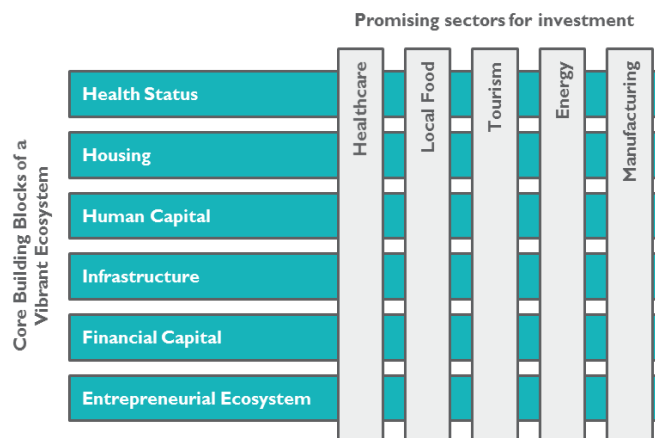 Promising sectors for investment
Healthcare
Local Food
Tourism
Energy
Manufacturing
Core Building Blocks of a
Vibrant Ecosystem
Health Status
Housing
Human Capital
Infrastructure
Financial Capital
Entrepreneurial Ecosystem